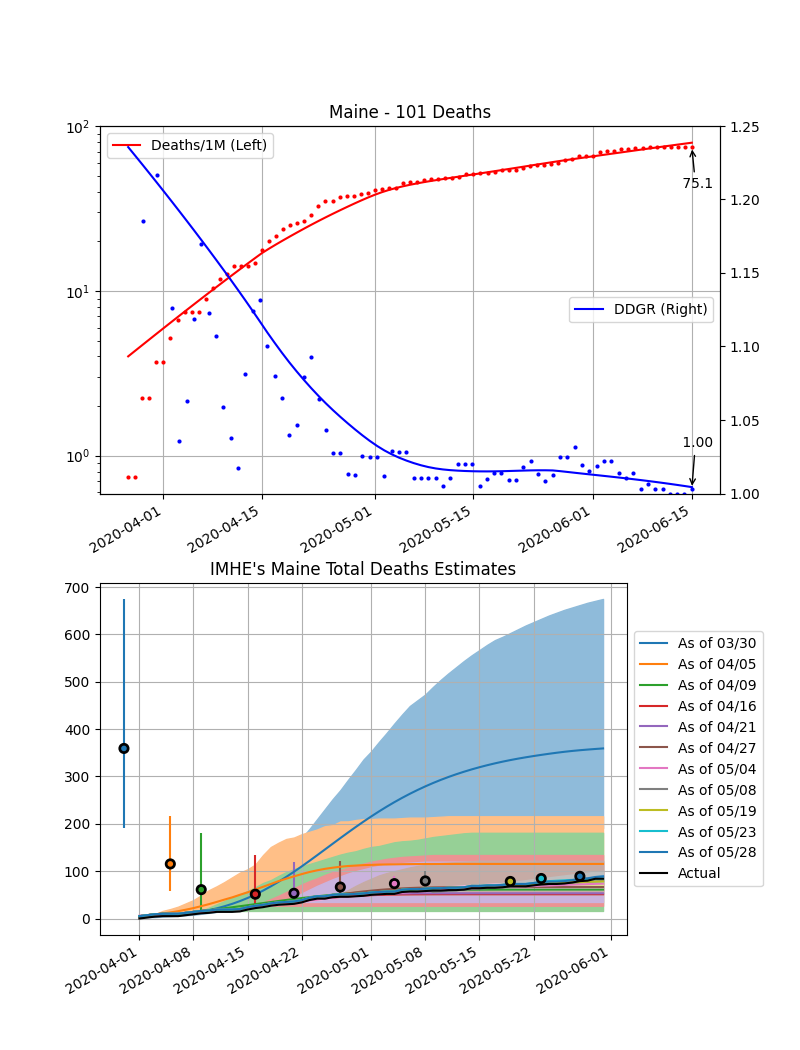 Maine - 101 Deaths
10²
10¹
10⁰
Deaths/1M (Left)
DDGR (Right)
75.1
1.00
1.25
1.20
1.15
1.10
1.05
1.00
2020-04-01
2020-04-15
2020-05-01
2020-05-15
2020-06-01
2020-06-15
IMHE's Maine Total Deaths Estimates
700
600
500
400
300
200
100
0
2020-04-01
2020-04-08
2020-04-15
2020-04-22
2020-05-01
2020-05-08
2020-05-15
2020-05-22
2020-06-01
As of 03/30
As of 04/05
As of 04/09
As of 04/16
As of 04/21
As of 04/27
As of 05/04
As of 05/08
As of 05/19
As of 05/23
As of 05/28
Actual